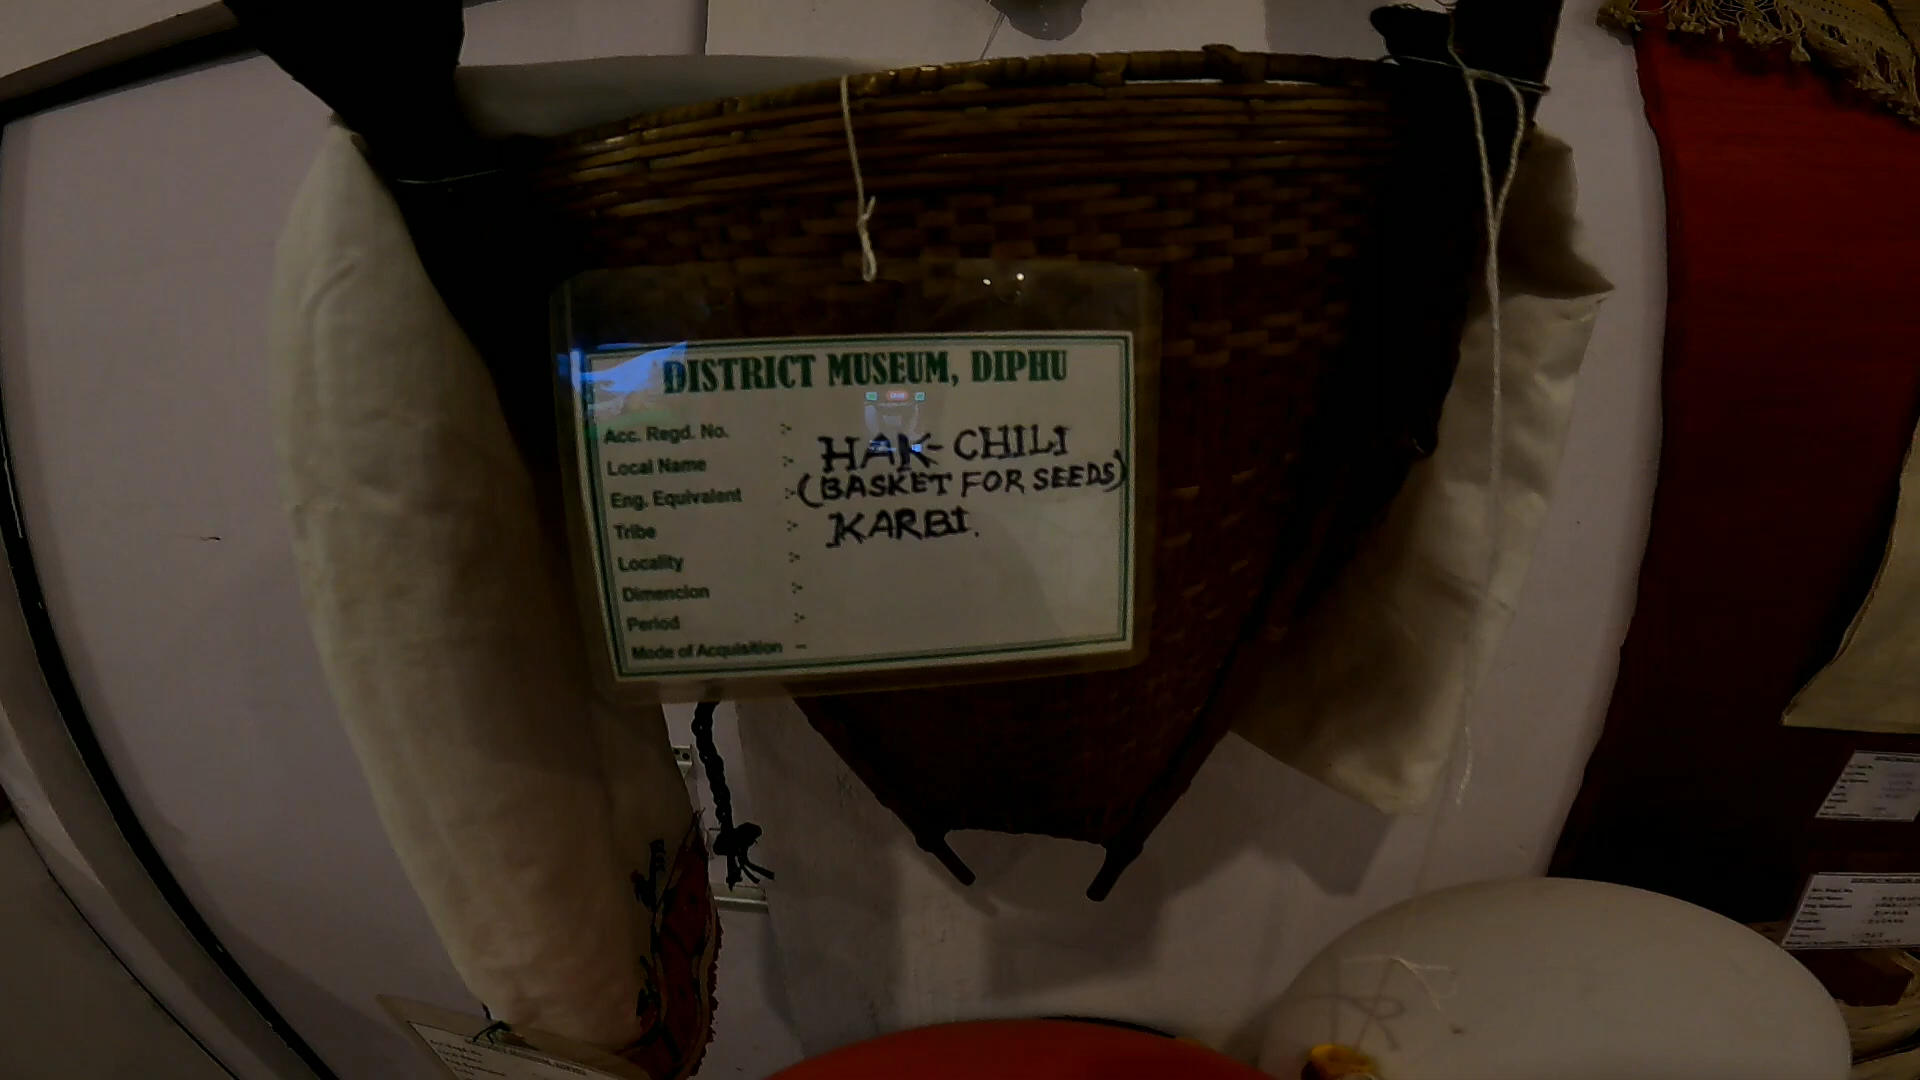 DISTRICT MUSEUM, DIPHU
Acc. Regd. No. :-
Local Name :- HAK-CHILI
Eng. Equivalent :- (BASKET FOR SEEDS)
Tribe :- KARBI.
Locality :-
Dimencion :-
Period :-
Mode of Acquisition –